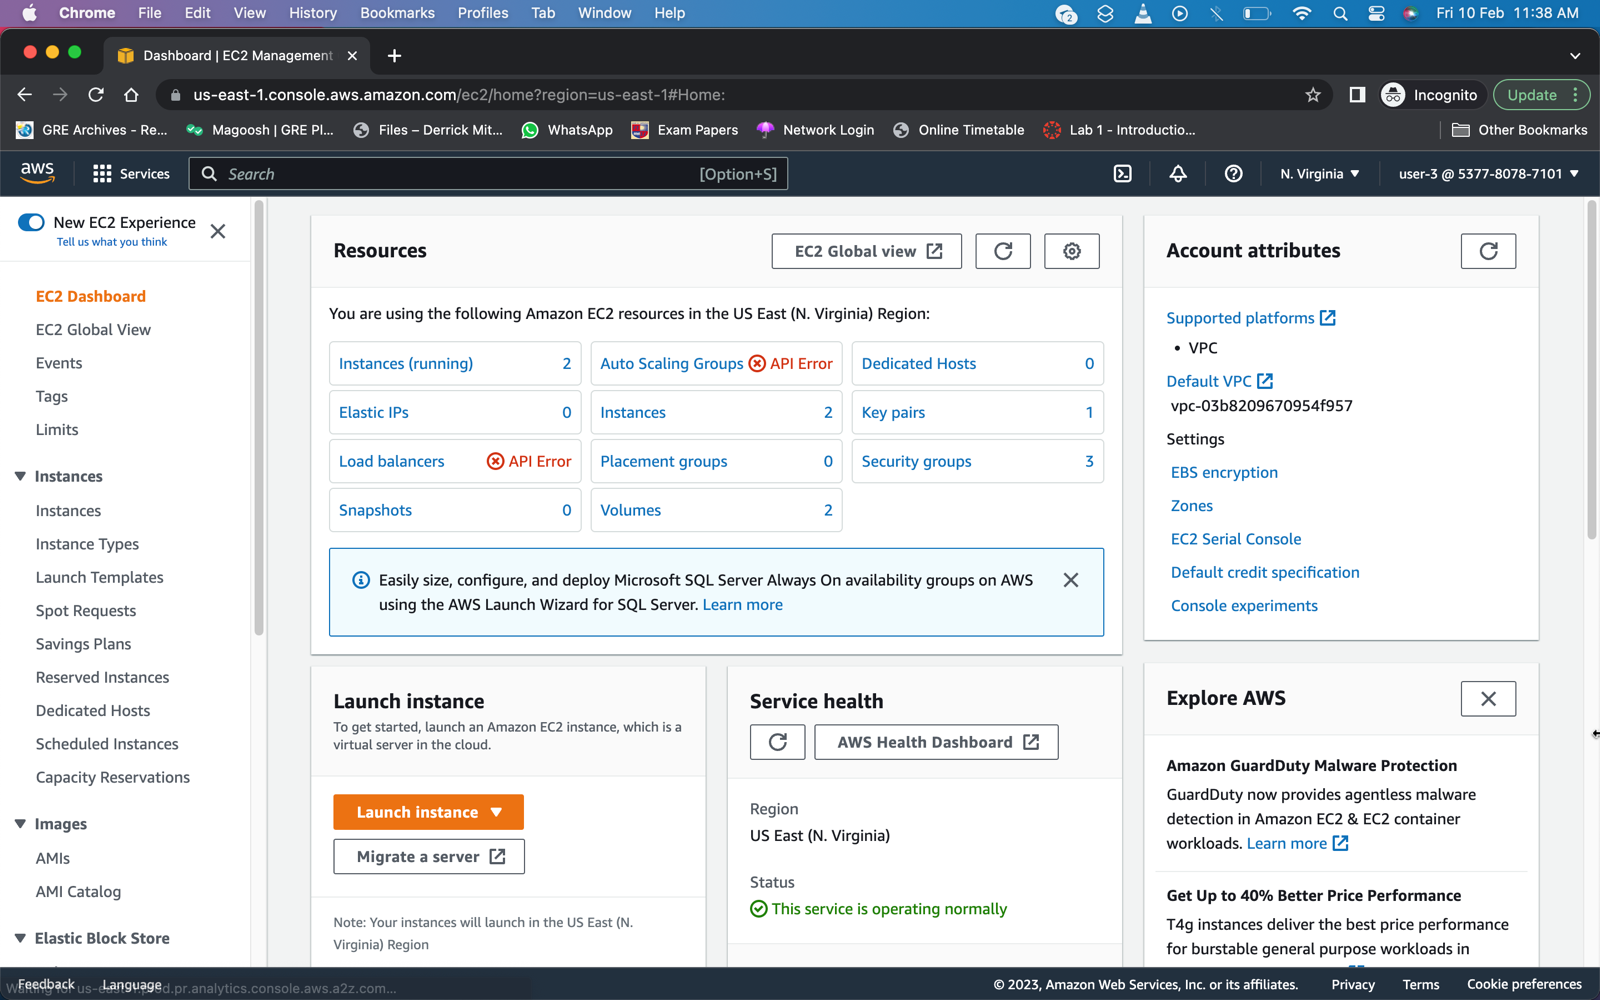 Chrome File Edit View History Bookmarks Profiles Tab Window Help
2
Fri 10 Feb 11:38 AM
Dashboard | EC2 Management
us-east-1.console.aws.amazon.com/ec2/home?region=us-east-1#Home:
Incognito
Update
GRE Archives - Re...
Magoosh | GRE Pl...
Files – Derrick Mit...
WhatsApp
Exam Papers
Network Login
Online Timetable
Lab 1 - Introductio...
Other Bookmarks
aws
Services
Search
[Option+S]
N. Virginia
user-3 @ 5377-8078-7101
New EC2 Experience
Tell us what you think
EC2 Dashboard
EC2 Global View
Events
Tags
Limits
Instances
Instances
Instance Types
Launch Templates
Spot Requests
Savings Plans
Reserved Instances
Dedicated Hosts
Scheduled Instances
Capacity Reservations
Images
AMIs
AMI Catalog
Elastic Block Store
Resources
EC2 Global view
You are using the following Amazon EC2 resources in the US East (N. Virginia) Region:
Instances (running) 2
Auto Scaling Groups API Error
Dedicated Hosts 0
Elastic IPs 0
Instances 2
Key pairs 1
Load balancers API Error
Placement groups 0
Security groups 3
Snapshots 0
Volumes 2
Easily size, configure, and deploy Microsoft SQL Server Always On availability groups on AWS
using the AWS Launch Wizard for SQL Server. Learn more
Launch instance
To get started, launch an Amazon EC2 instance, which is a
virtual server in the cloud.
Launch instance
Migrate a server
Note: Your instances will launch in the US East (N.
Virginia) Region
Service health
AWS Health Dashboard
Region
US East (N. Virginia)
Status
This service is operating normally
Account attributes
Supported platforms
• VPC
Default VPC
vpc-03b8209670954f957
Settings
EBS encryption
Zones
EC2 Serial Console
Default credit specification
Console experiments
Explore AWS
Amazon GuardDuty Malware Protection
GuardDuty now provides agentless malware
detection in Amazon EC2 & EC2 container
workloads. Learn more
Get Up to 40% Better Price Performance
T4g instances deliver the best price performance
for burstable general purpose workloads in
Feedback
Language
Waiting for us-east-1.prod.pr.analytics.console.aws.a2z.com...
© 2023, Amazon Web Services, Inc. or its affiliates.
Privacy
Terms
Cookie preferences